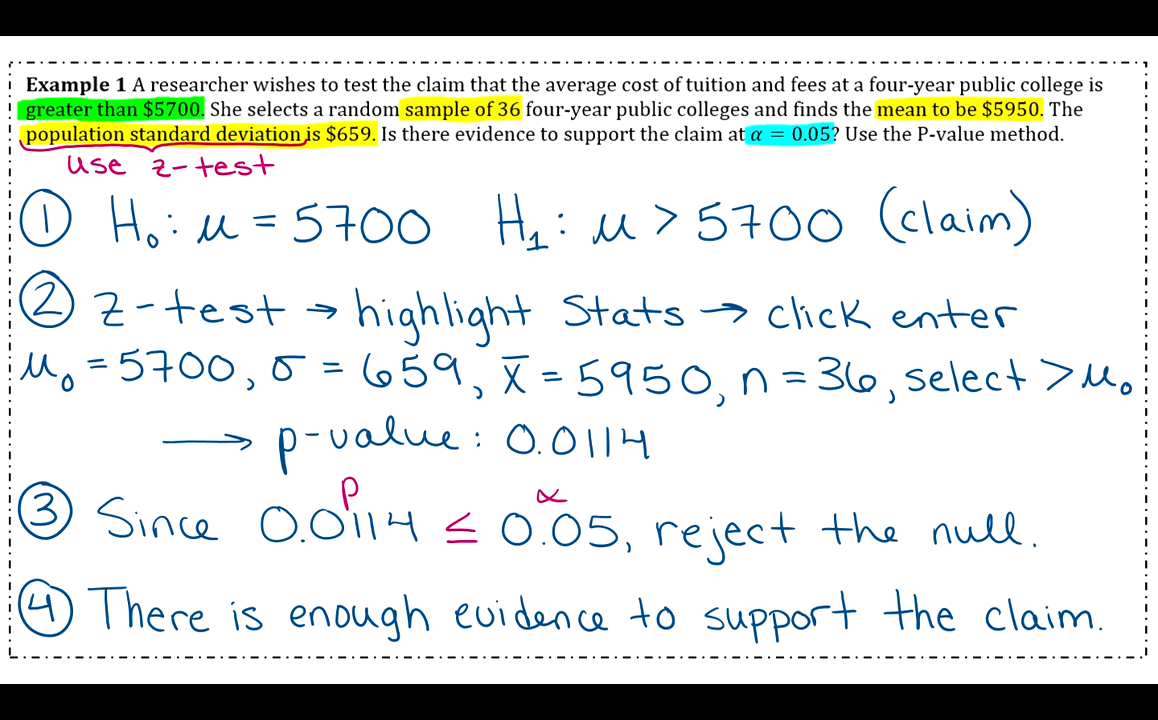 Example 1 A researcher wishes to test the claim that the average cost of tuition and fees at a four-year public college is
greater than $5700. She selects a random sample of 36 four-year public colleges and finds the mean to be $5950. The
population standard deviation is $659. Is there evidence to support the claim at α = 0.05? Use the P-value method.
use z-test
① H₀: μ = 5700 H₁: μ > 5700 (claim)
② z-test → highlight Stats → click enter
μ₀ = 5700, σ = 659, x̄ = 5950, n = 36, select > μ₀
→ p-value: 0.0114
p α
③ Since 0.0114 ≤ 0.05, reject the null.
④ There is enough evidence to support the claim.